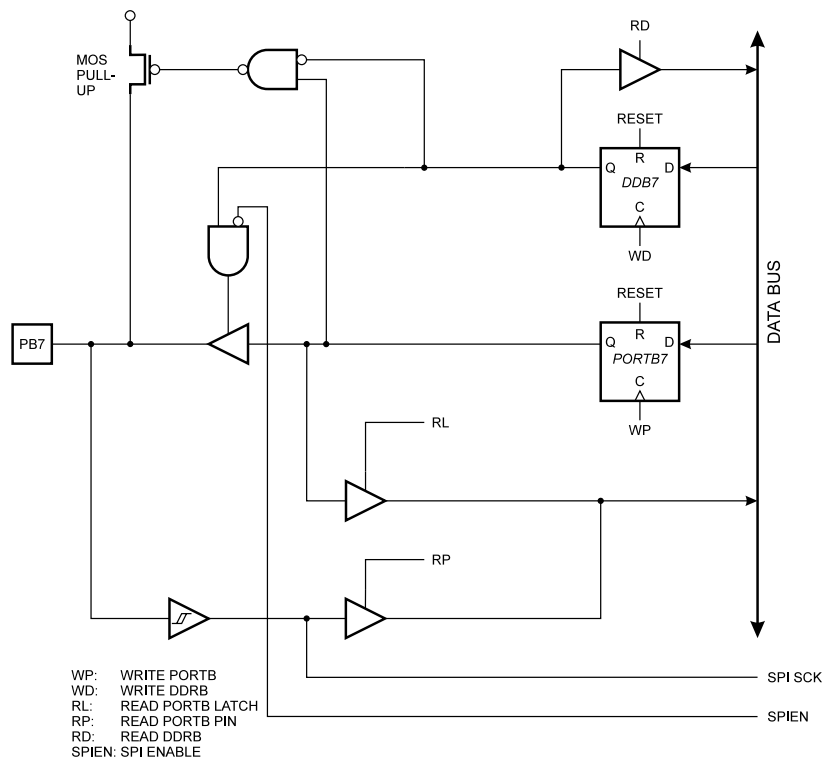 RD
MOS
PULL-
UP
RESET
R
Q
D
DDB7
C
WD
DATA BUS
RESET
R
PB7
Q
D
PORTB7
C
WP
RL
RP
WP: WRITE PORTB
WD: WRITE DDRB
RL: READ PORTB LATCH
RP: READ PORTB PIN
RD: READ DDRB
SPIEN: SPI ENABLE
SPI SCK
SPIEN